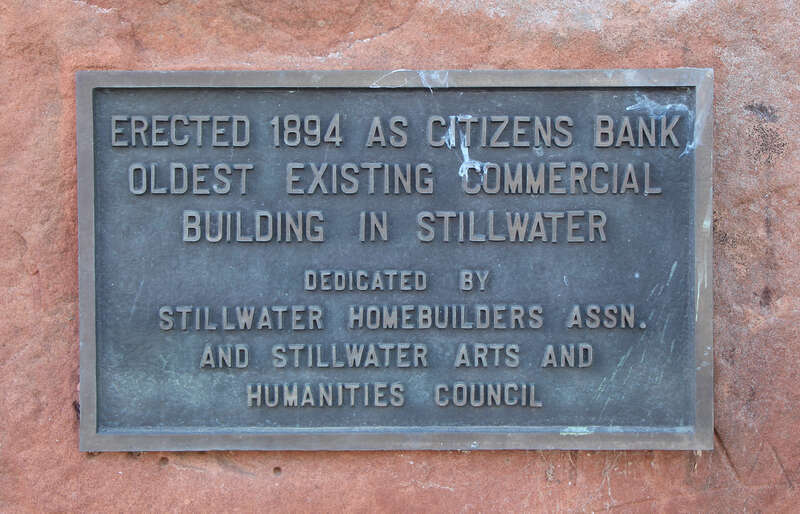 ERECTED 1894 AS CITIZENS BANK
OLDEST EXISTING COMMERCIAL
BUILDING IN STILLWATER
DEDICATED BY
STILLWATER HOMEBUILDERS ASSN.
AND STILLWATER ARTS AND
HUMANITIES COUNCIL